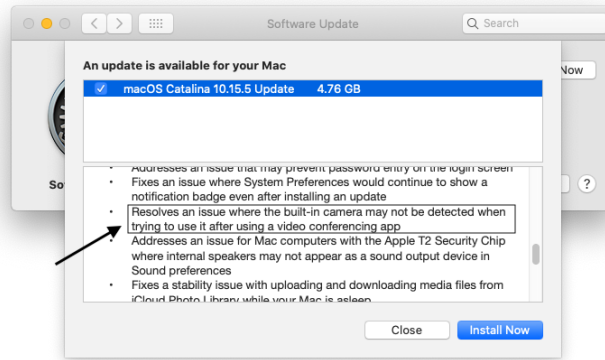 Software Update
Search
An update is available for your Mac
Now
macOS Catalina 10.15.5 Update 4.76 GB
• Addresses an issue that may prevent password entry on the login screen
• Fixes an issue where System Preferences would continue to show a
notification badge even after installing an update
• Resolves an issue where the built-in camera may not be detected when
trying to use it after using a video conferencing app
• Addresses an issue for Mac computers with the Apple T2 Security Chip
where internal speakers may not appear as a sound output device in
Sound preferences
• Fixes a stability issue with uploading and downloading media files from
iCloud Photo Library while your Mac is asleep
So
?
Close Install Now